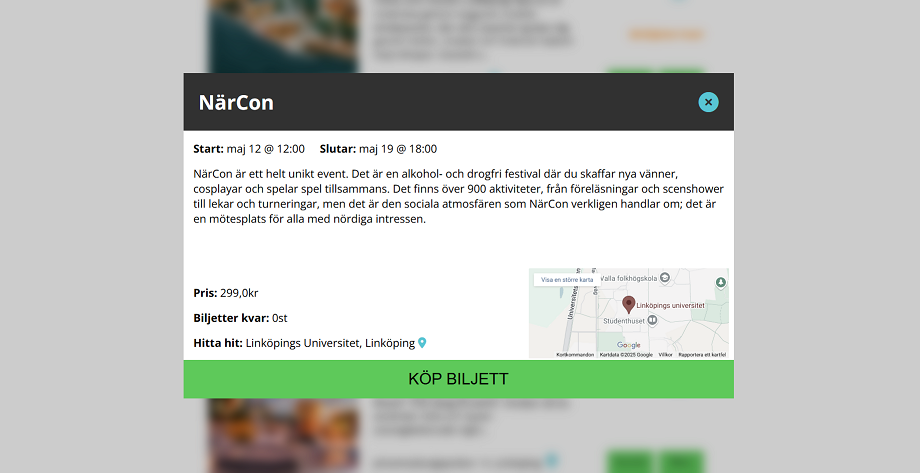 NärCon
Start: maj 12 @ 12:00 Slutar: maj 19 @ 18:00
NärCon är ett helt unikt event. Det är en alkohol- och drogfri festival där du skaffar nya vänner,
cosplayar och spelar spel tillsammans. Det finns över 900 aktiviteter, från föreläsningar och scenshower
till lekar och turneringar, men det är den sociala atmosfären som NärCon verkligen handlar om; det är
en mötesplats för alla med nördiga intressen.
Pris: 299,0kr
Biljetter kvar: 0st
Hitta hit: Linköpings Universitet, Linköping
Visa en större karta
Valla folkhögskola
Universitets
Linköpings universitet
Studenthuset
Google
Kortkommandon Kartdata ©2025 Google Villkor Rapportera ett kartfel
KÖP BILJETT